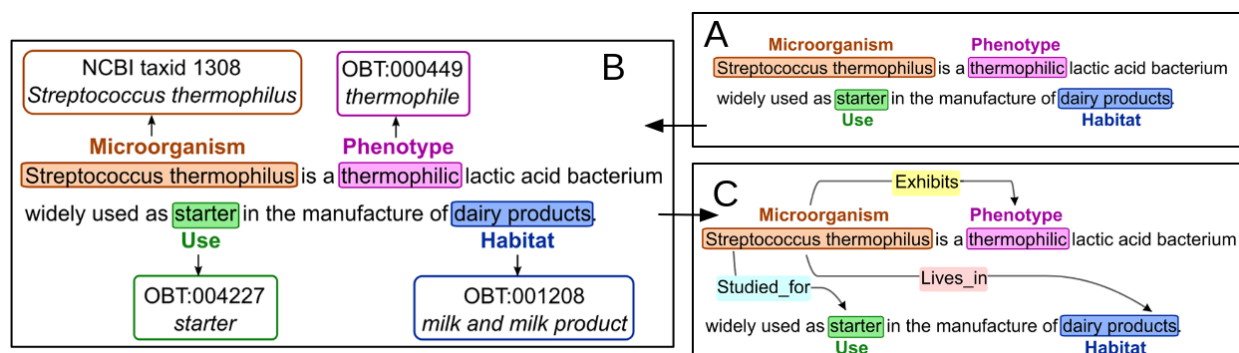 B
NCBI taxid 1308
Streptococcus thermophilus
OBT:000449
thermophile
Microorganism
Phenotype
Streptococcus thermophilus is a thermophilic lactic acid bacterium
widely used as starter in the manufacture of dairy products.
Use
Habitat
OBT:004227
starter
OBT:001208
milk and milk product
A
Microorganism
Phenotype
Streptococcus thermophilus is a thermophilic lactic acid bacterium
widely used as starter in the manufacture of dairy products.
Use
Habitat
C
Exhibits
Microorganism
Phenotype
Streptococcus thermophilus is a thermophilic lactic acid bacterium
Studied_for
Lives_in
widely used as starter in the manufacture of dairy products.
Use
Habitat